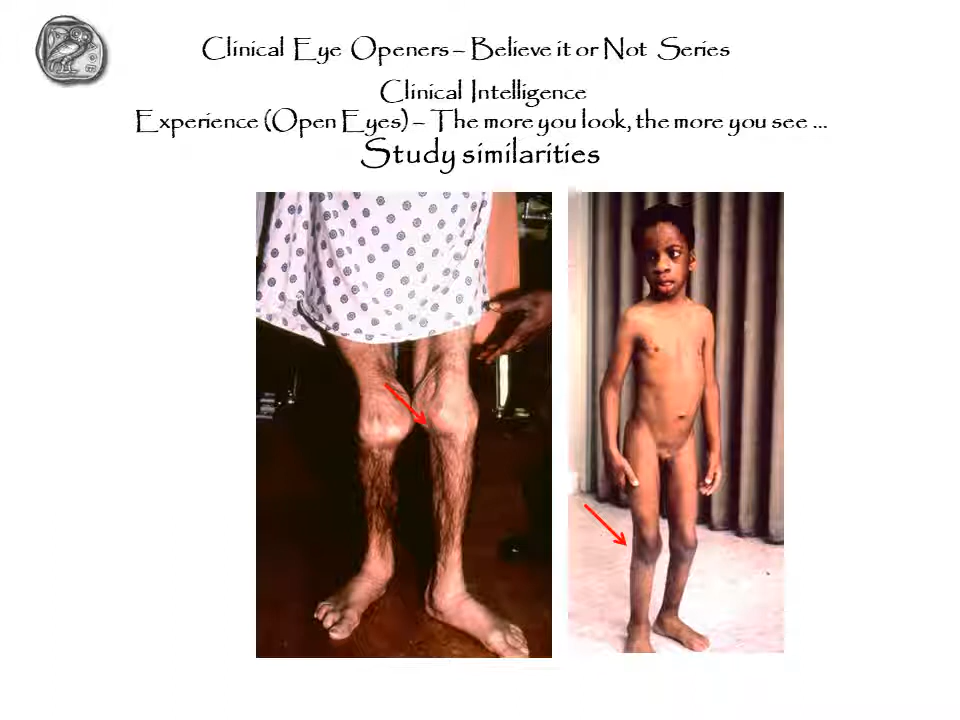 Clinical Eye Openers – Believe it or Not Series
Clinical Intelligence
Experience (Open Eyes) – The more you look, the more you see ...
Study similarities